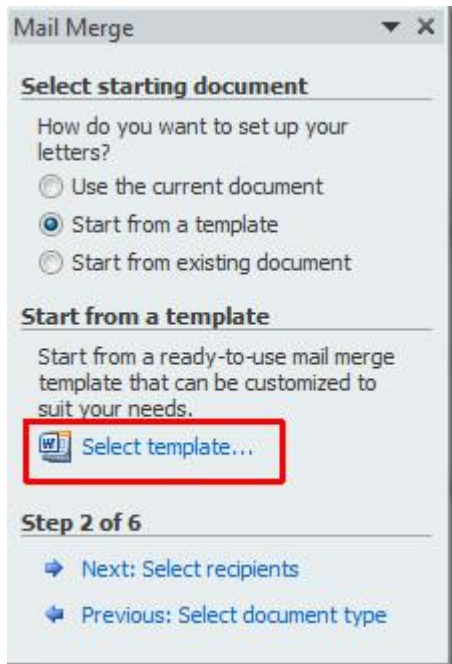 Mail Merge
Select starting document
How do you want to set up your
letters?
Use the current document
Start from a template
Start from existing document
Start from a template
Start from a ready-to-use mail merge
template that can be customized to
suit your needs.
Select template...
Step 2 of 6
Next: Select recipients
Previous: Select document type